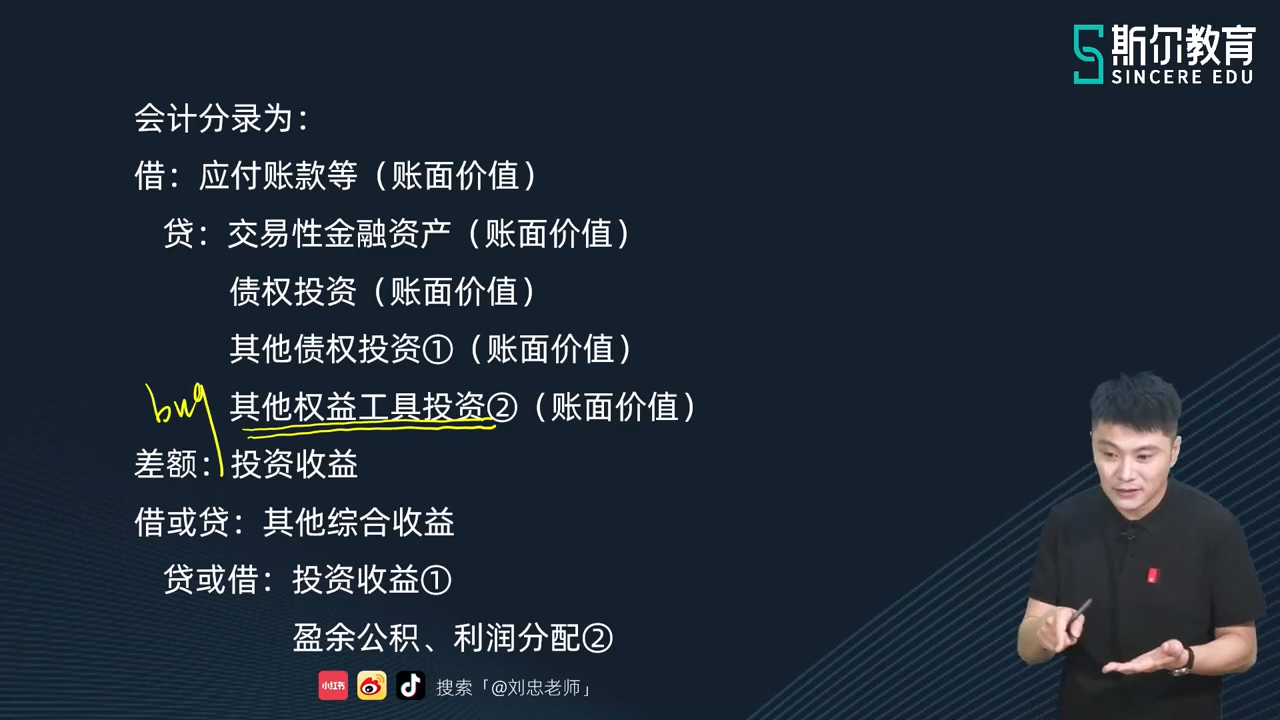 斯尔教育
SINCERE EDU
会计分录为：
借：应付账款等（账面价值）
贷：交易性金融资产（账面价值）
债权投资（账面价值）
其他债权投资①（账面价值）
bug 其他权益工具投资②（账面价值）
差额：投资收益
借或贷：其他综合收益
贷或借：投资收益①
盈余公积、利润分配②
小红书 搜索「@刘忠老师」